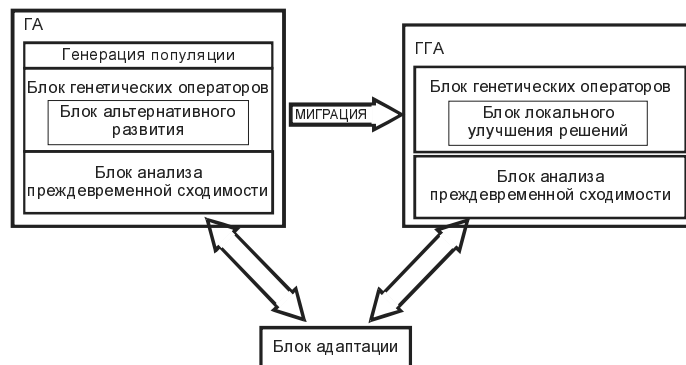 ГА
Генерация популяции
Блок генетических операторов
Блок альтернативного
развития
Блок анализа
преждевременной сходимости
МИГРАЦИЯ
ГГА
Блок генетических операторов
Блок локального
улучшения решений
Блок анализа
преждевременной сходимости
Блок адаптации